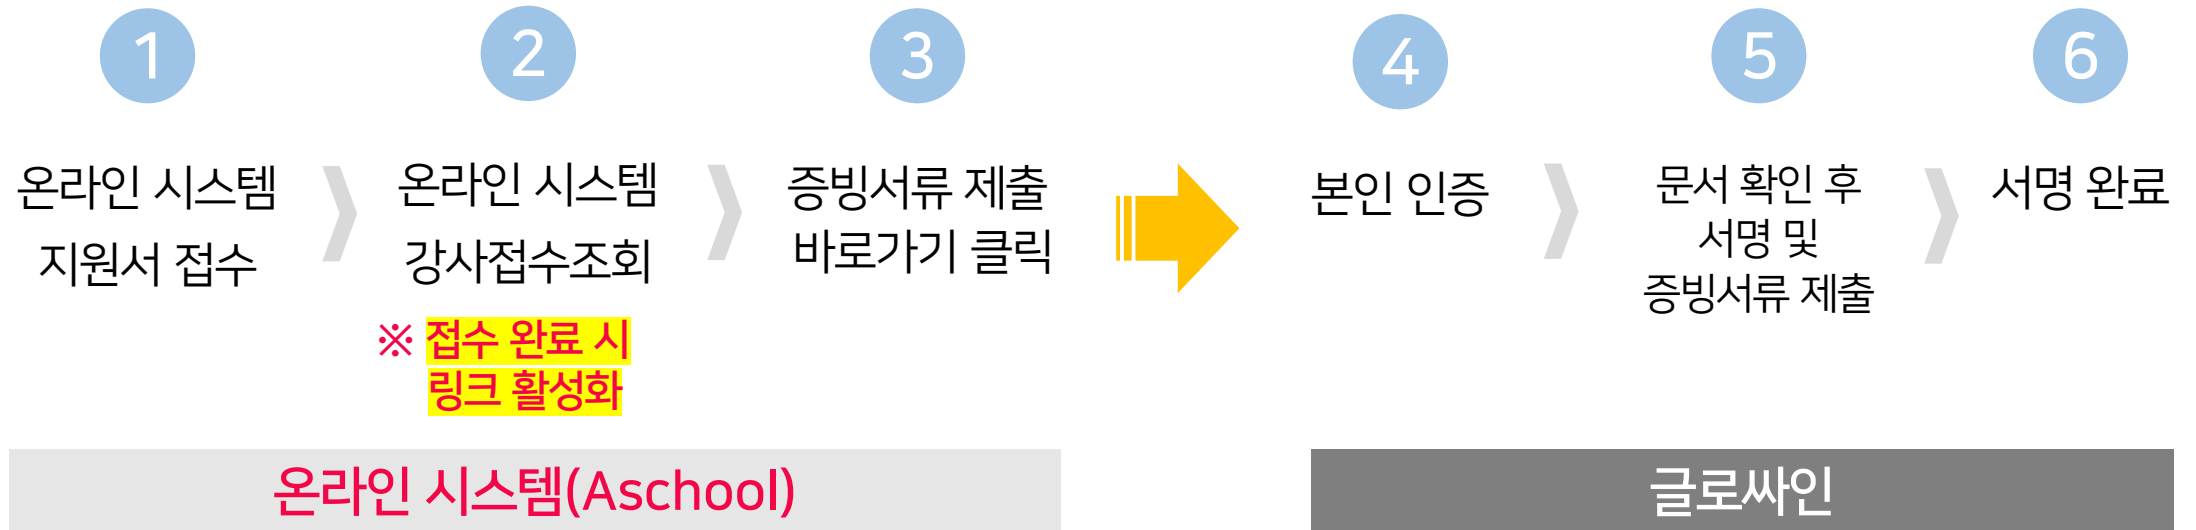 1
온라인 시스템
지원서 접수
2
온라인 시스템
강사접수조회
※ 접수 완료 시
링크 활성화
3
증빙서류 제출
바로가기 클릭
온라인 시스템(Aschool)
4
본인 인증
5
문서 확인 후
서명 및
증빙서류 제출
6
서명 완료
글로싸인